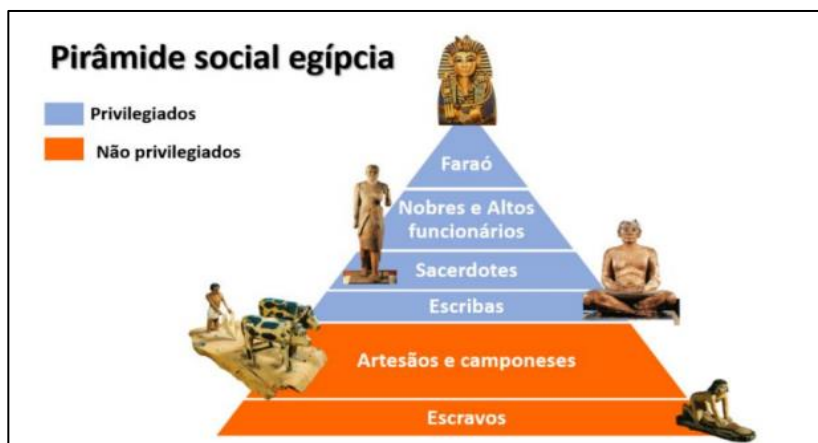 Pirâmide social egípcia
Privilegiados
Não privilegiados
Faraó
Nobres e Altos
funcionários
Sacerdotes
Escribas
Artesãos e camponeses
Escravos